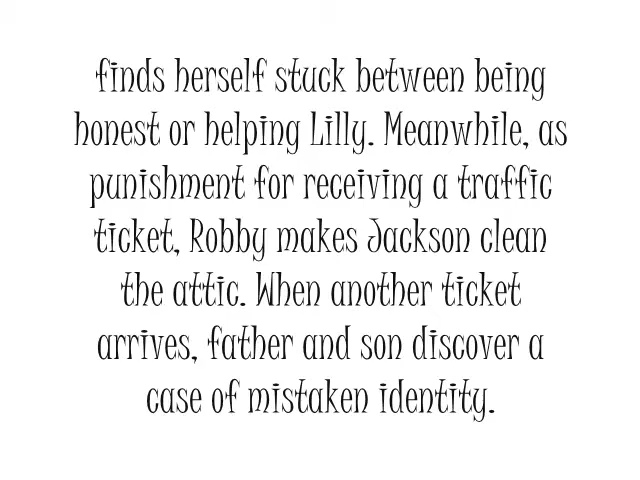 finds herself stuck between being
honest or helping Lilly. Meanwhile, as
punishment for receiving a traffic
ticket, Robby makes Jackson clean
the attic. When another ticket
arrives, father and son discover a
case of mistaken identity.